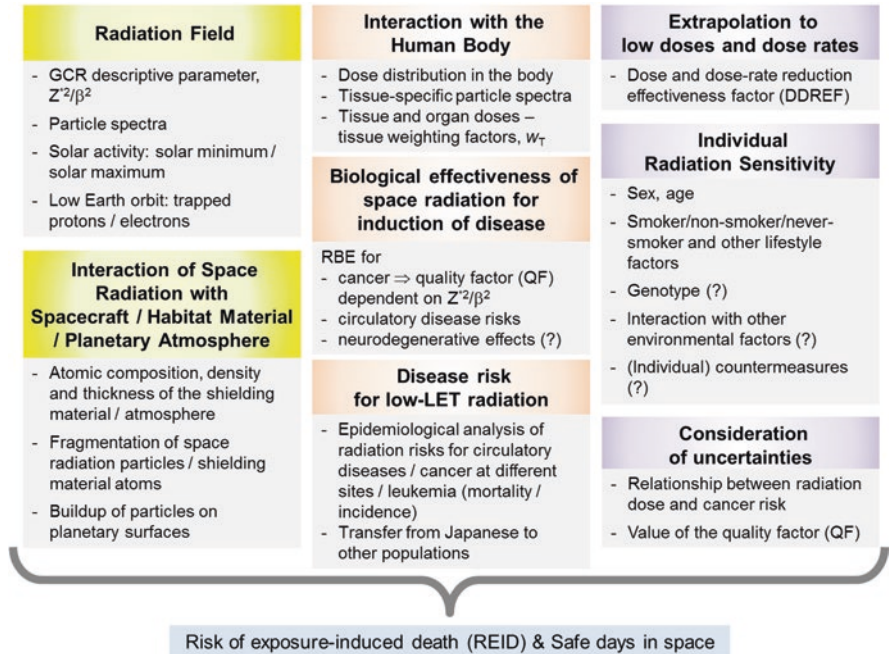 Radiation Field
- GCR descriptive parameter,
Z*2/β2
- Particle spectra
- Solar activity: solar minimum /
solar maximum
- Low Earth orbit: trapped
protons / electrons
Interaction of Space
Radiation with
Spacecraft / Habitat Material
/ Planetary Atmosphere
- Atomic composition, density
and thickness of the shielding
material / atmosphere
- Fragmentation of space
radiation particles / shielding
material atoms
- Buildup of particles on
planetary surfaces
Interaction with the
Human Body
- Dose distribution in the body
- Tissue-specific particle spectra
- Tissue and organ doses –
tissue weighting factors, wT
Biological effectiveness of
space radiation for
induction of disease
RBE for
- cancer ⇒ quality factor (QF)
dependent on Z*2/β2
- circulatory disease risks
- neurodegenerative effects (?)
Disease risk
for low-LET radiation
- Epidemiological analysis of
radiation risks for circulatory
diseases / cancer at different
sites / leukemia (mortality /
incidence)
- Transfer from Japanese to
other populations
Extrapolation to
low doses and dose rates
- Dose and dose-rate reduction
effectiveness factor (DDREF)
Individual
Radiation Sensitivity
- Sex, age
- Smoker/non-smoker/never-
smoker and other lifestyle
factors
- Genotype (?)
- Interaction with other
environmental factors (?)
- (Individual) countermeasures
(?)
Consideration
of uncertainties
- Relationship between radiation
dose and cancer risk
- Value of the quality factor (QF)
Risk of exposure-induced death (REID) & Safe days in space